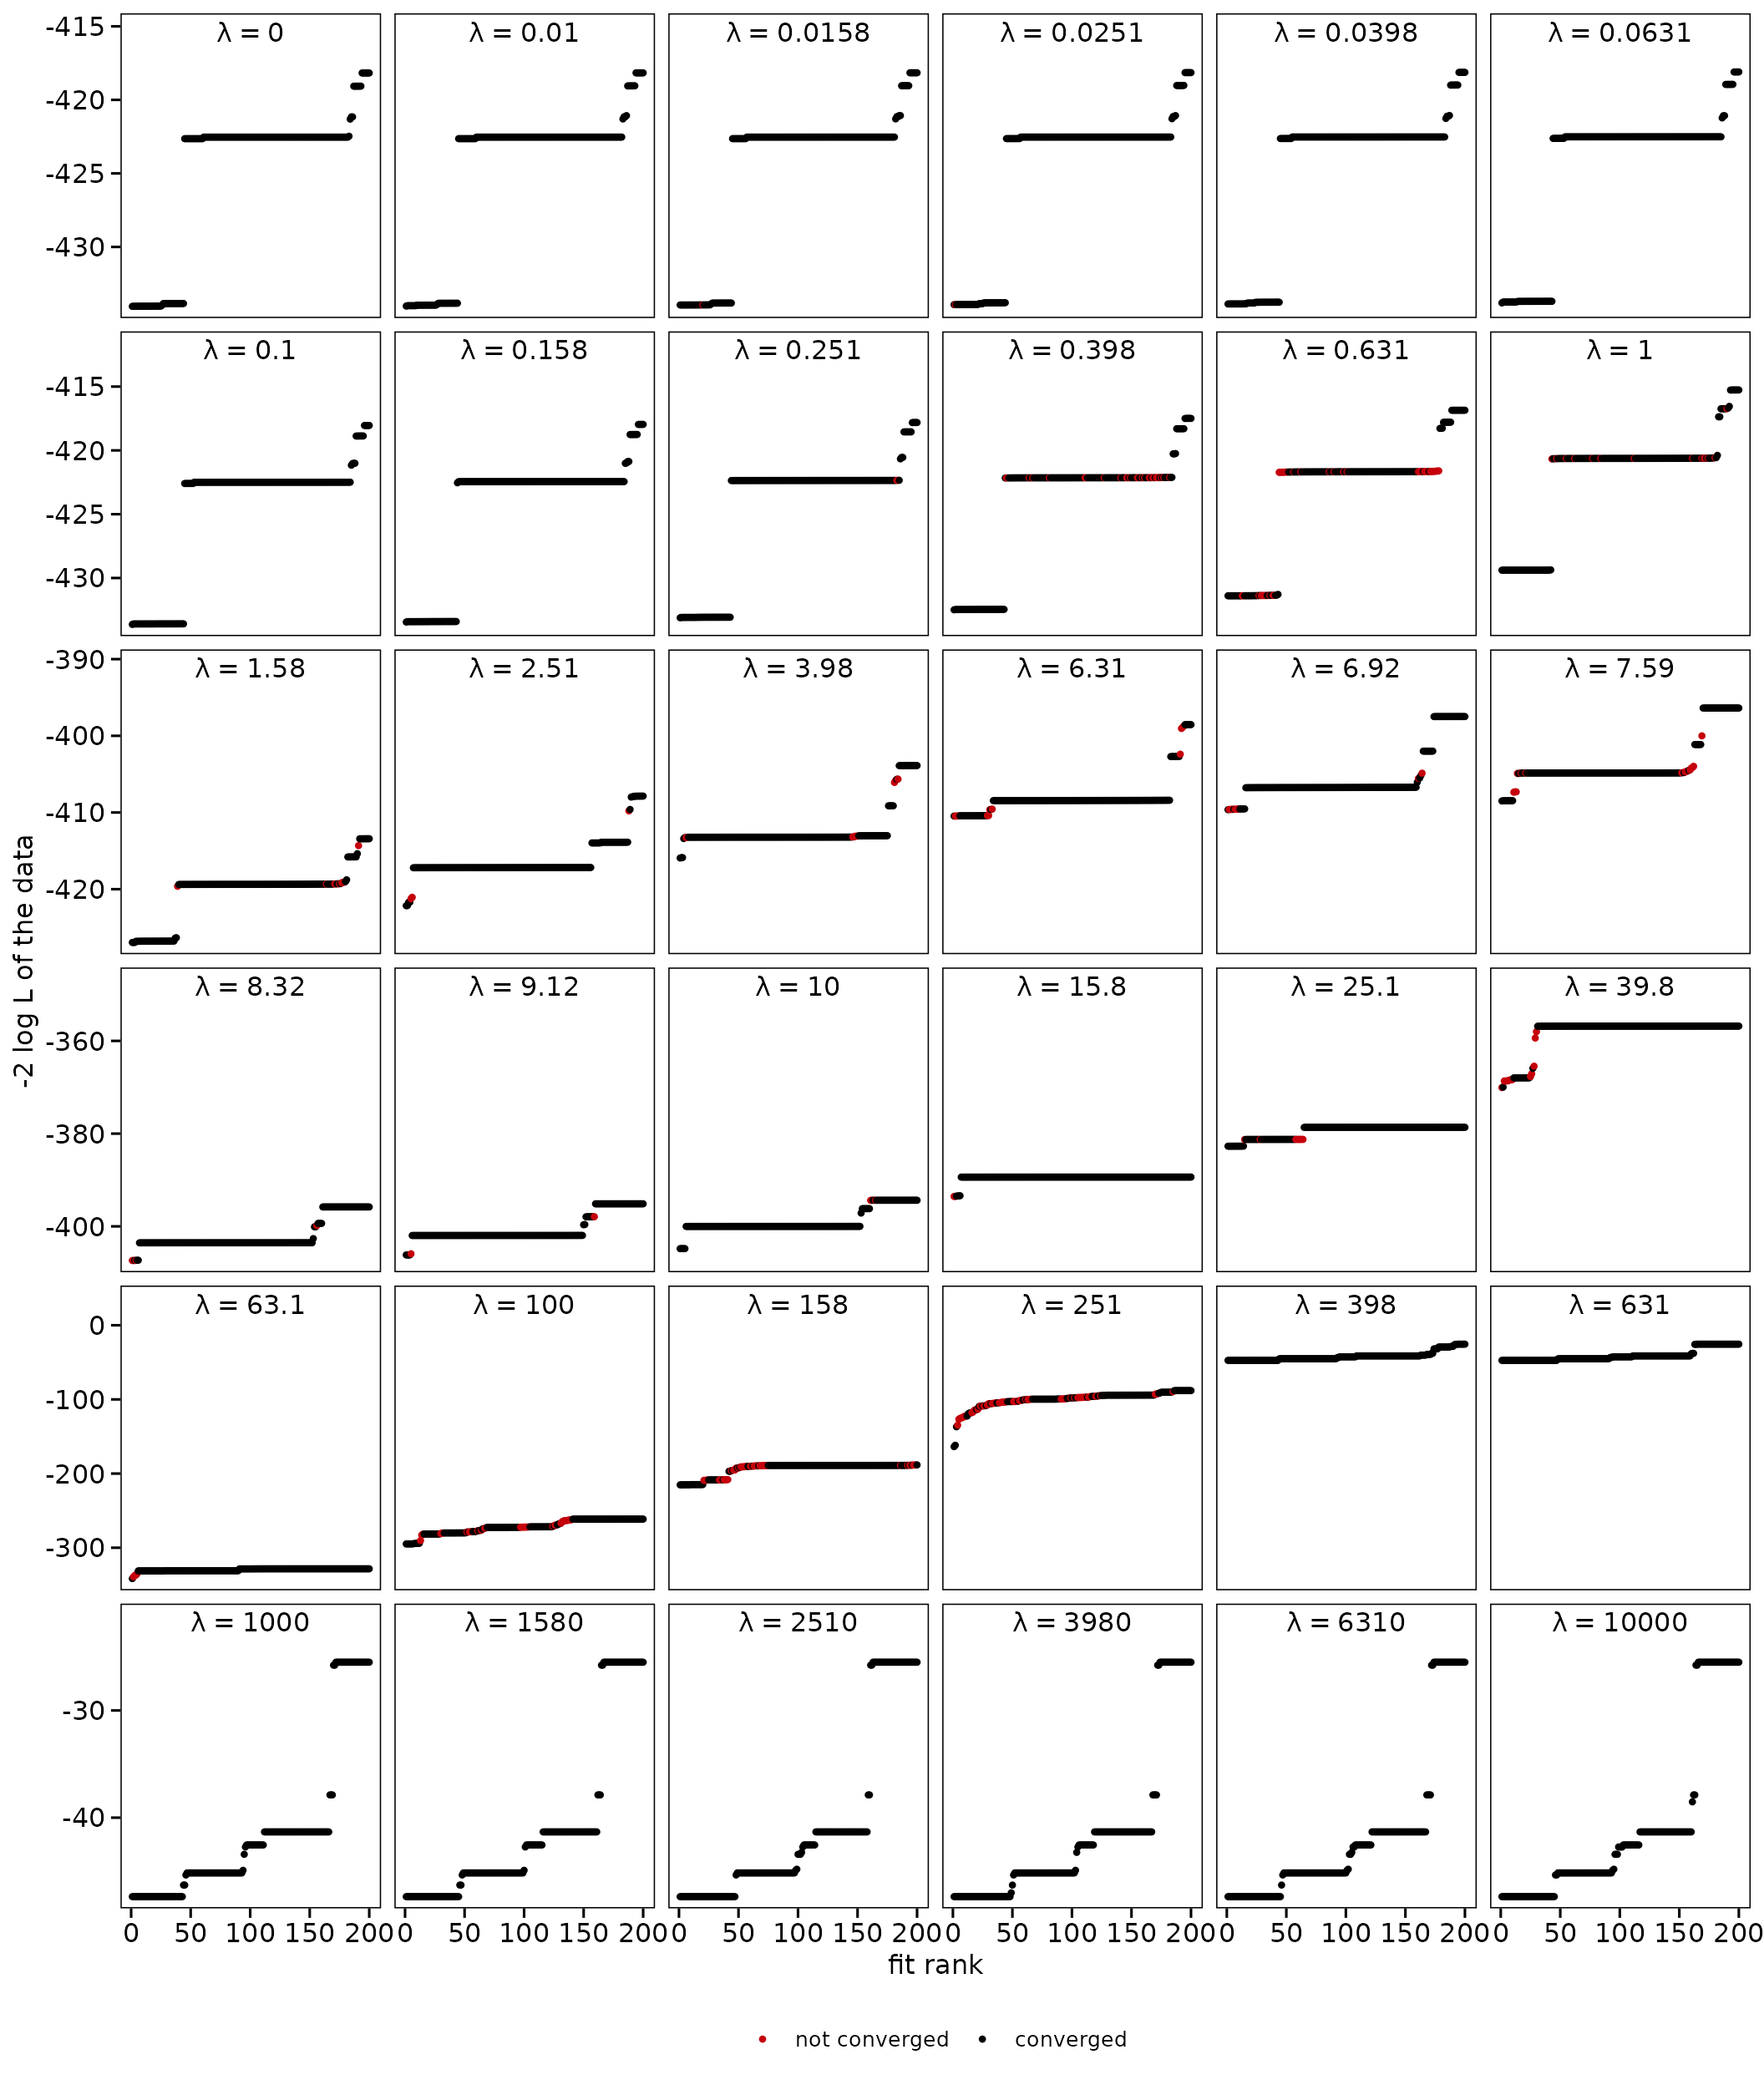 -2 log L of the data
λ = 0 λ = 0.01 λ = 0.0158 λ = 0.0251 λ = 0.0398 λ = 0.0631
-415
-420
-425
-430
λ = 0.1 λ = 0.158 λ = 0.251 λ = 0.398 λ = 0.631 λ = 1
-415
-420
-425
-430
λ = 1.58 λ = 2.51 λ = 3.98 λ = 6.31 λ = 6.92 λ = 7.59
-390
-400
-410
-420
λ = 8.32 λ = 9.12 λ = 10 λ = 15.8 λ = 25.1 λ = 39.8
-360
-380
-400
λ = 63.1 λ = 100 λ = 158 λ = 251 λ = 398 λ = 631
0
-100
-200
-300
λ = 1000 λ = 1580 λ = 2510 λ = 3980 λ = 6310 λ = 10000
-30
-40
0 50 100 150 200 0 50 100 150 200 0 50 100 150 200 0 50 100 150 200 0 50 100 150 200 0 50 100 150 200
fit rank
not converged converged